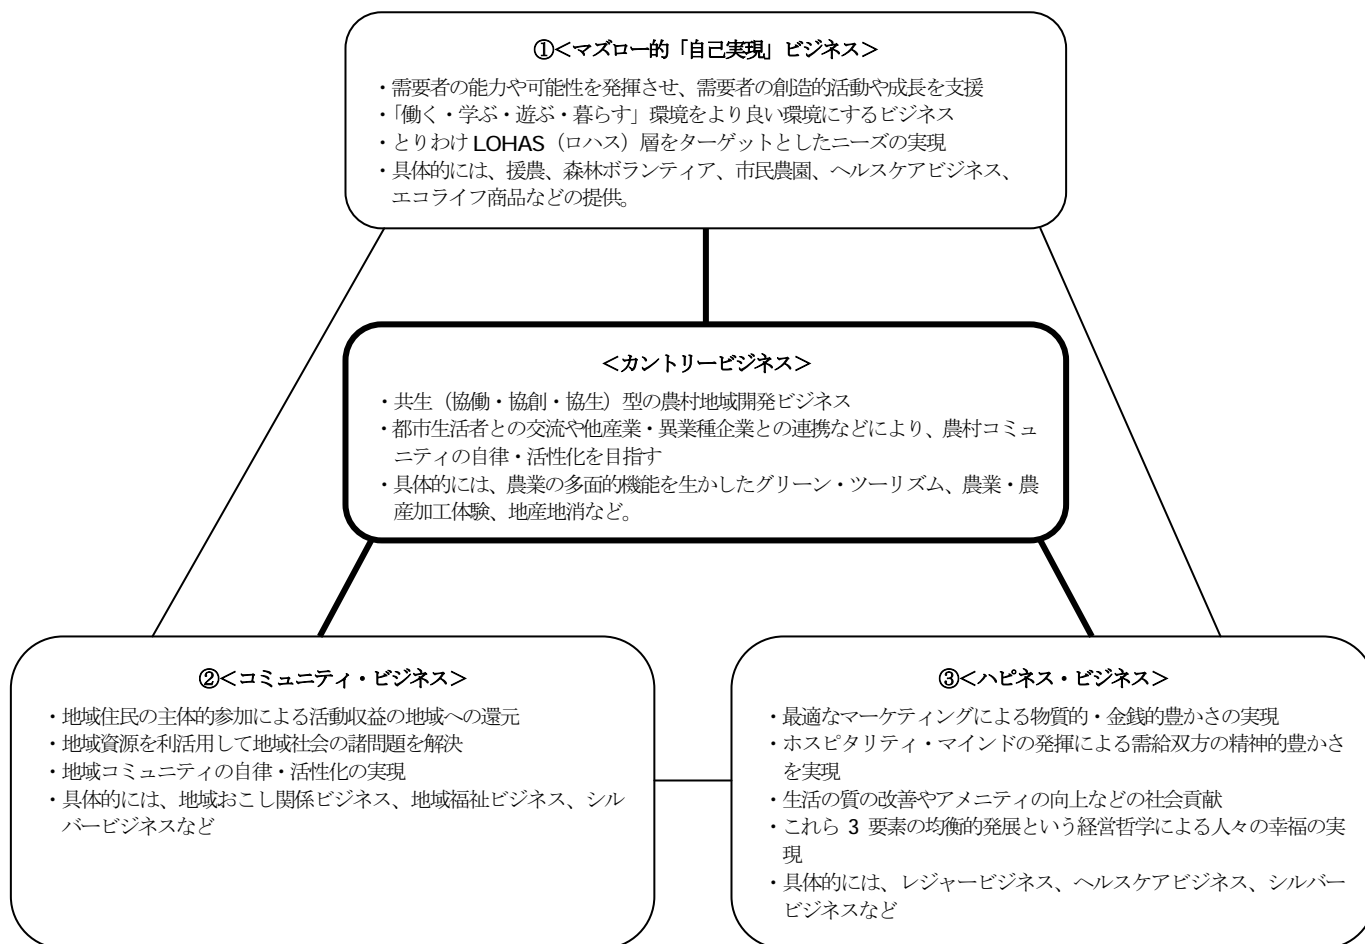 ①<マズロー的「自己実現」ビジネス>
・需要者の能力や可能性を発揮させ、需要者の創造的活動や成長を支援
・「働く・学ぶ・遊ぶ・暮らす」環境をより良い環境にするビジネス
・とりわけ LOHAS（ロハス）層をターゲットとしたニーズの実現
・具体的には、援農、森林ボランティア、市民農園、ヘルスケアビジネス、
エコライフ商品などの提供。
<カントリービジネス>
・共生（協働・協創・協生）型の農村地域開発ビジネス
・都市生活者との交流や他産業・異業種企業との連携などにより、農村コミュ
ニティの自律・活性化を目指す
・具体的には、農業の多面的機能を生かしたグリーン・ツーリズム、農業・農
産加工体験、地産地消など。
②<コミュニティ・ビジネス>
・地域住民の主体的参加による活動収益の地域への還元
・地域資源を利活用して地域社会の諸問題を解決
・地域コミュニティの自律・活性化の実現
・具体的には、地域おこし関係ビジネス、地域福祉ビジネス、シル
バービジネスなど
③<ハピネス・ビジネス>
・最適なマーケティングによる物質的・金銭的豊かさの実現
・ホスピタリティ・マインドの発揮による需給双方の精神的豊かさ
を実現
・生活の質の改善やアメニティの向上などの社会貢献
・これら 3 要素の均衡的発展という経営哲学による人々の幸福の実
現
・具体的には、レジャービジネス、ヘルスケアビジネス、シルバー
ビジネスなど